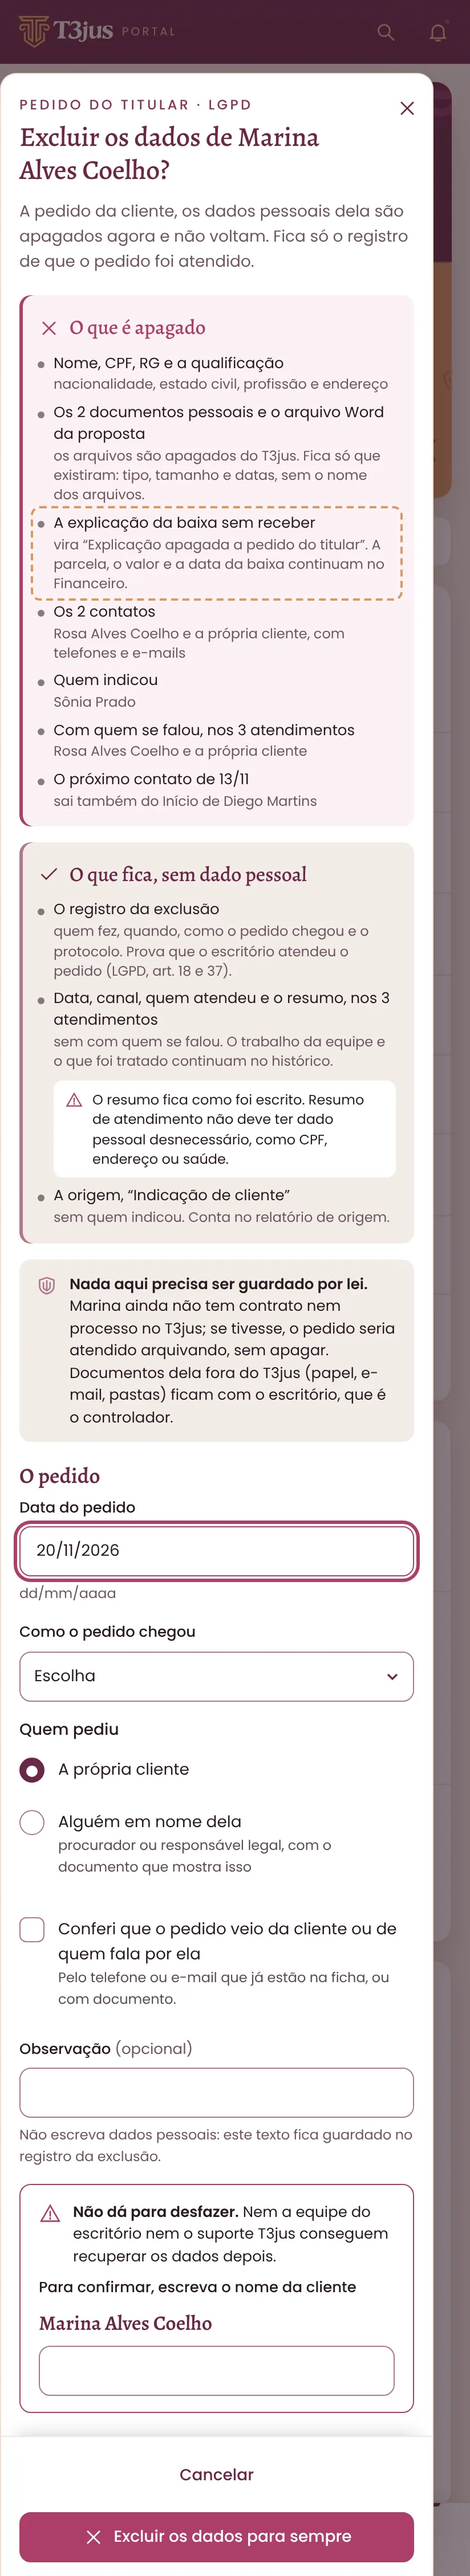 T3jus PORTAL
PEDIDO DO TITULAR · LGPD
Excluir os dados de Marina
Alves Coelho?
A pedido da cliente, os dados pessoais dela são
apagados agora e não voltam. Fica só o registro
de que o pedido foi atendido.
O que é apagado
Nome, CPF, RG e a qualificação
nacionalidade, estado civil, profissão e endereço
Os 2 documentos pessoais e o arquivo Word
da proposta
os arquivos são apagados do T3jus. Fica só que
existiram: tipo, tamanho e datas, sem o nome
dos arquivos.
A explicação da baixa sem receber
vira “Explicação apagada a pedido do titular”. A
parcela, o valor e a data da baixa continuam no
Financeiro.
Os 2 contatos
Rosa Alves Coelho e a própria cliente, com
telefones e e-mails
Quem indicou
Sônia Prado
Com quem se falou, nos 3 atendimentos
Rosa Alves Coelho e a própria cliente
O próximo contato de 13/11
sai também do Início de Diego Martins
O que fica, sem dado pessoal
O registro da exclusão
quem fez, quando, como o pedido chegou e o
protocolo. Prova que o escritório atendeu o
pedido (LGPD, art. 18 e 37).
Data, canal, quem atendeu e o resumo, nos 3
atendimentos
sem com quem se falou. O trabalho da equipe e
o que foi tratado continuam no histórico.
O resumo fica como foi escrito. Resumo
de atendimento não deve ter dado
pessoal desnecessário, como CPF,
endereço ou saúde.
A origem, “Indicação de cliente”
sem quem indicou. Conta no relatório de origem.
Nada aqui precisa ser guardado por lei.
Marina ainda não tem contrato nem
processo no T3jus; se tivesse, o pedido seria
atendido arquivando, sem apagar.
Documentos dela fora do T3jus (papel, e-
mail, pastas) ficam com o escritório, que é
o controlador.
O pedido
Data do pedido
20/11/2026
dd/mm/aaaa
Como o pedido chegou
Escolha
Quem pediu
A própria cliente
Alguém em nome dela
procurador ou responsável legal, com o
documento que mostra isso
Conferi que o pedido veio da cliente ou de
quem fala por ela
Pelo telefone ou e-mail que já estão na ficha, ou
com documento.
Observação (opcional)
Não escreva dados pessoais: este texto fica guardado no
registro da exclusão.
Não dá para desfazer. Nem a equipe do
escritório nem o suporte T3jus conseguem
recuperar os dados depois.
Para confirmar, escreva o nome da cliente
Marina Alves Coelho
Cancelar
Excluir os dados para sempre